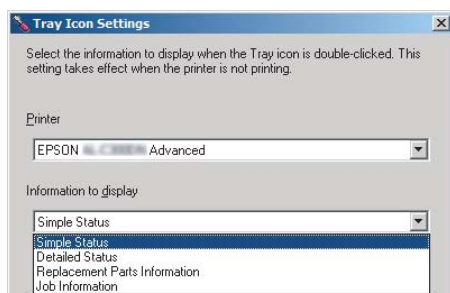 Tray Icon Settings
Select the information to display when the Tray icon is double-clicked. This
setting takes effect when the printer is not printing.
Printer
EPSON Advanced
Information to display
Simple Status
Simple Status
Detailed Status
Replacement Parts Information
Job Information